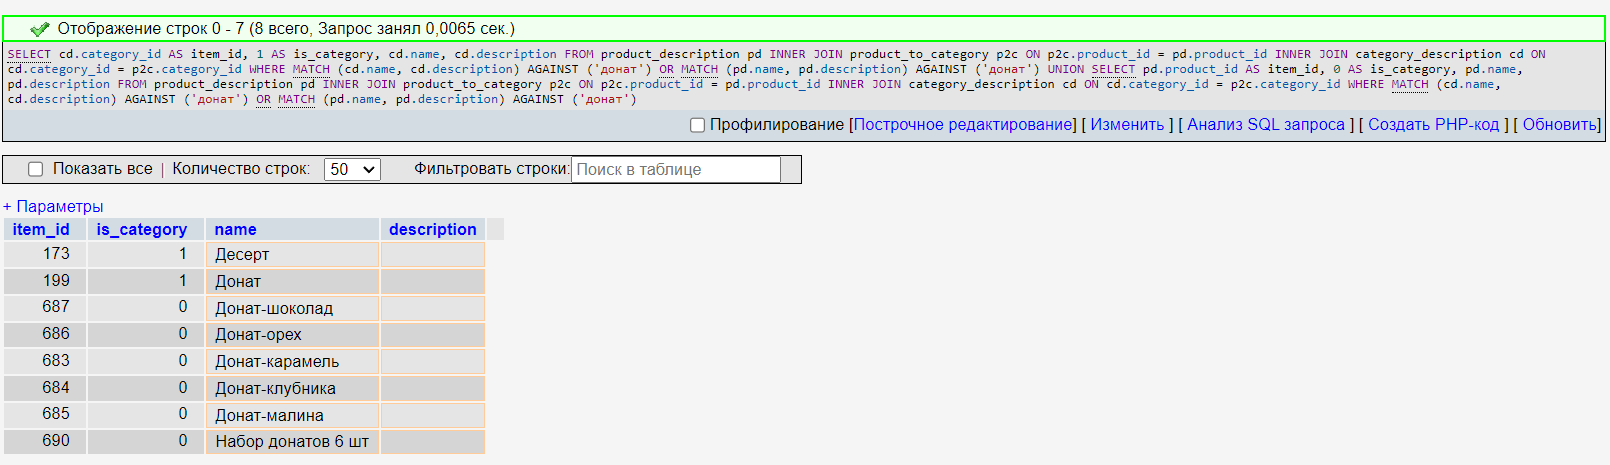 Отображение строк 0 - 7 (8 всего, Запрос занял 0,0065 сек.)
SELECT cd.category_id AS item_id, 1 AS is_category, cd.name, cd.description FROM product_description pd INNER JOIN product_to_category p2c ON p2c.product_id = pd.product_id INNER JOIN category_description cd ON
cd.category_id = p2c.category_id WHERE MATCH (cd.name, cd.description) AGAINST ('донат') OR MATCH (pd.name, pd.description) AGAINST ('донат') UNION SELECT pd.product_id AS item_id, 0 AS is_category, pd.name,
pd.description FROM product_description pd INNER JOIN product_to_category p2c ON p2c.product_id = pd.product_id INNER JOIN category_description cd ON cd.category_id = p2c.category_id WHERE MATCH (cd.name,
cd.description) AGAINST ('донат') OR MATCH (pd.name, pd.description) AGAINST ('донат')
Профилирование [Построчное редактирование] [ Изменить ] [ Анализ SQL запроса ] [ Создать PHP-код ] [ Обновить]
Показать все | Количество строк: 50 Фильтровать строки: Поиск в таблице
+ Параметры
item_id is_category name description
173 1 Десерт
199 1 Донат
687 0 Донат-шоколад
686 0 Донат-орех
683 0 Донат-карамель
684 0 Донат-клубника
685 0 Донат-малина
690 0 Набор донатов 6 шт